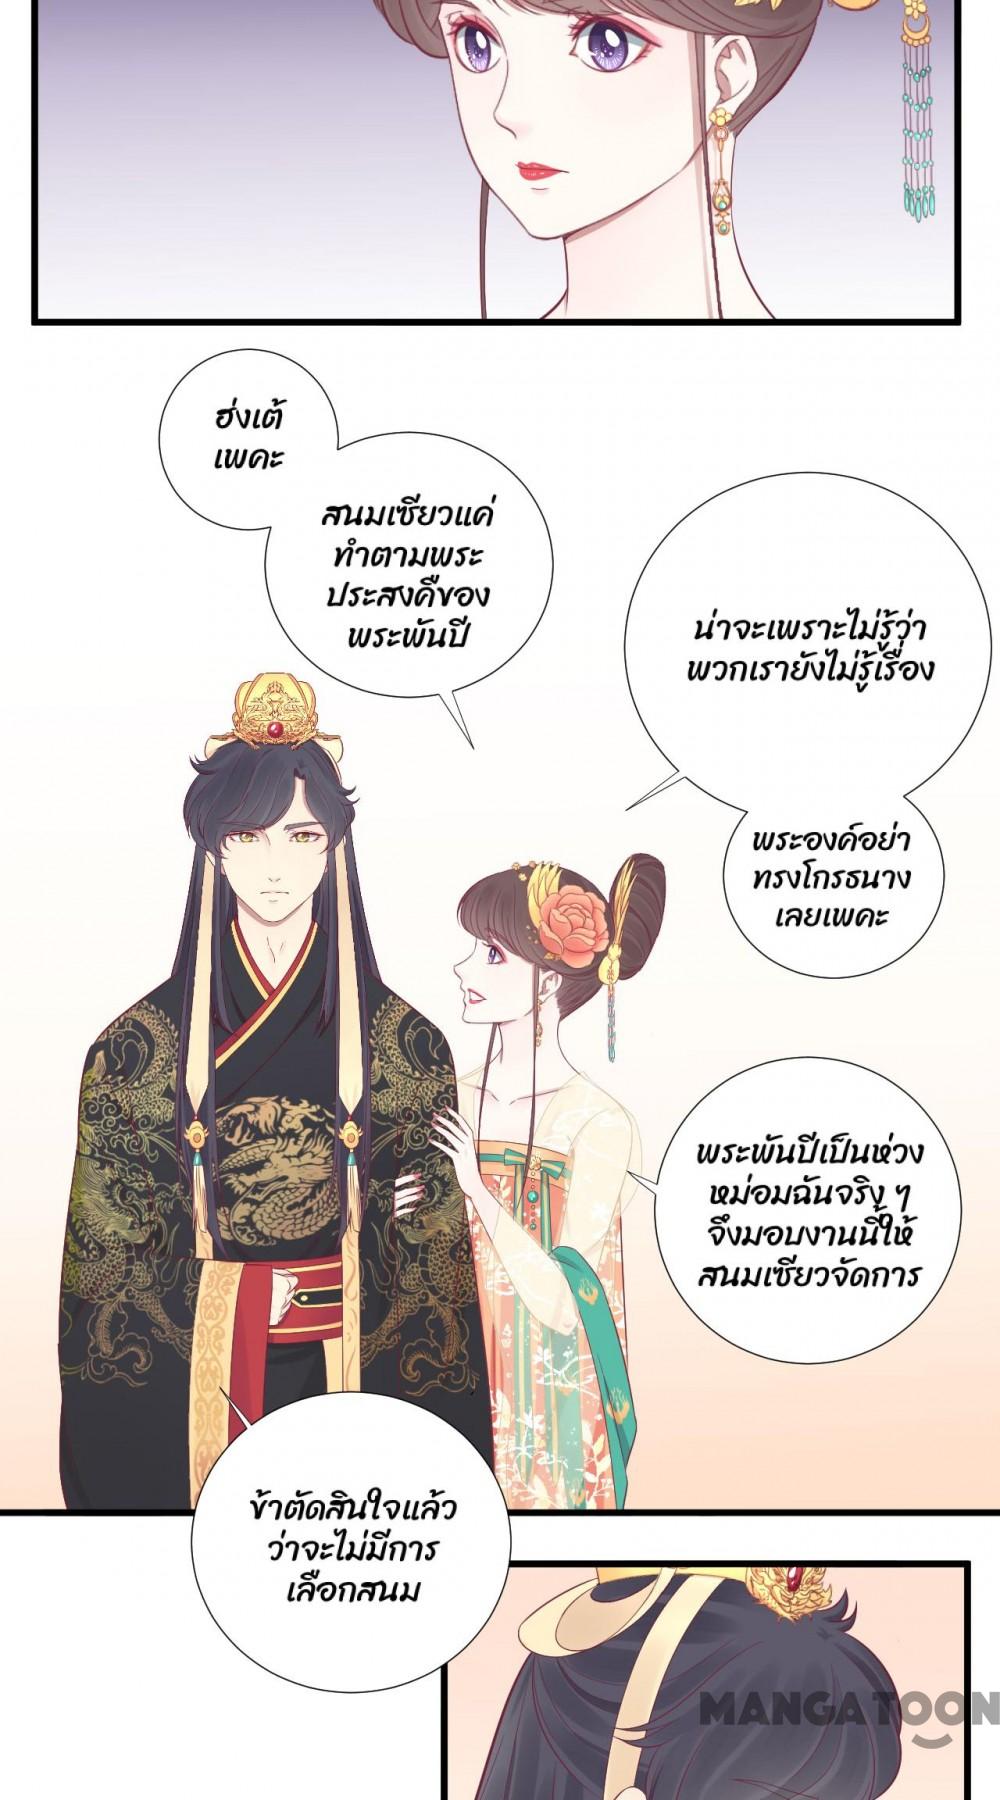 ฮ่งเต้
เพคะ
สนมเซียวแค่
ทำตามพระ
ประสงค์ของ
พระพันปี
น่าจะเพราะไม่รู้ว่า
พวกเรายังไม่รู้เรื่อง
พระองค์อย่า
ทรงโกรธนาง
เลยเพคะ
พระพันปีเป็นห่วง
หม่อมฉันจริง ๆ
จึงมอบงานนี้ให้
สนมเซียวจัดการ
ข้าตัดสินใจแล้ว
ว่าจะไม่มีการ
เลือกสนม
MANGATOON